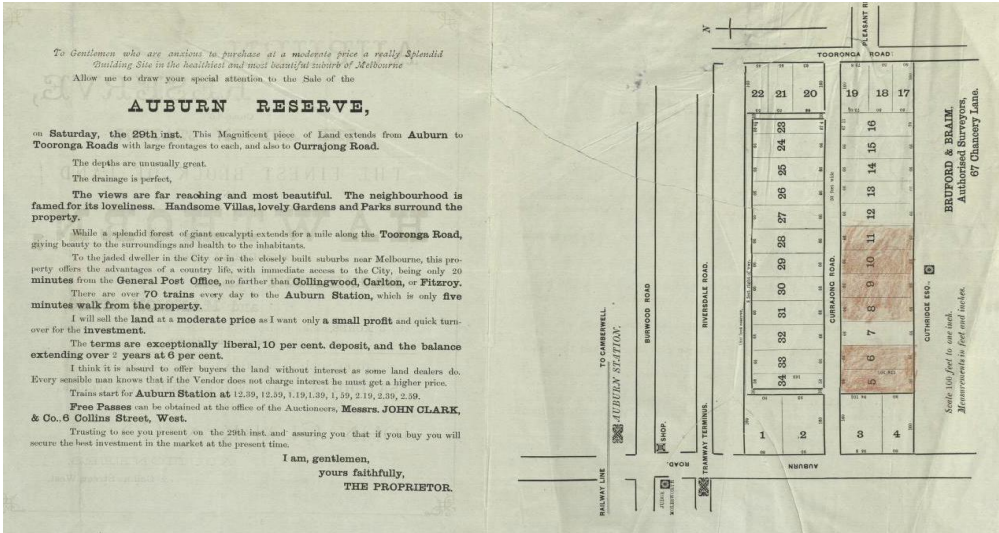 To Gentlemen who are anxious to purchase at a moderate price a really Splendid
Building Site in the healthiest and most beautiful suburb of Melbourne
Allow me to draw your special attention to the Sale of the
AUBURN RESERVE,
on Saturday, the 29th inst. This Magnificent piece of Land extends from Auburn to
Tooronga Roads with large frontages to each, and also to Currajong Road.
The depths are unusually great.
The drainage is perfect,
The views are far reaching and most beautiful. The neighbourhood is
famed for its loveliness. Handsome Villas, lovely Gardens and Parks surround the
property.
While a splendid forest of giant eucalypti extends for a mile along the Tooronga Road,
giving beauty to the surroundings and health to the inhabitants.
To the jaded dweller in the City or in the closely built suburbs near Melbourne, this pro-
perty offers the advantages of a country life, with immediate access to the City, being only 20
minutes from the General Post Office, no farther than Collingwood, Carlton, or Fitzroy.
There are over 70 trains every day to the Auburn Station, which is only five
minutes walk from the property.
I will sell the land at a moderate price as I want only a small profit and quick turn-
over for the investment.
The terms are exceptionally liberal, 10 per cent. deposit, and the balance
extending over 2 years at 6 per cent.
I think it is absurd to offer buyers the land without interest as some land dealers do.
Every sensible man knows that if the Vendor does not charge interest he must get a higher price.
Trains start for Auburn Station at 12.39, 12.59, 1.19, 1.39, 1, 59, 2.19, 2.39, 2.59.
Free Passes can be obtained at the office of the Auctioneers, Messrs. JOHN CLARK,
& Co., 6 Collins Street, West.
Trusting to see you present on the 29th inst. and assuring you that if you buy you will
secure the best investment in the market at the present time,
I am, gentlemen,
yours faithfully,
THE PROPRIETOR.
N
PLEASANT
TOORONGA ROAD:
22 21 20
19 18 17
23
24
25
26
27
28
29
30
31
32
33
34
16
15
14
13
12
11
10
9
8
7
6
5
1 2
3 4
CURRAJONG ROAD.
AUBURN
ROAD.
RIVERSDALE ROAD.
TRAMWAY TERMINUS.
BURWOOD ROAD
SHOP.
JUDGE
MOLESWORTH
TO CAMBERWELL.
AUBURN STATION.
RAILWAY LINE
GUTHRIDGE ESQ.
BRUFORD & BRAIM,
Authorised Surveyors,
67 Chancery Lane.
Scale 100 feet to one inch.
Measurements in feet and inches.